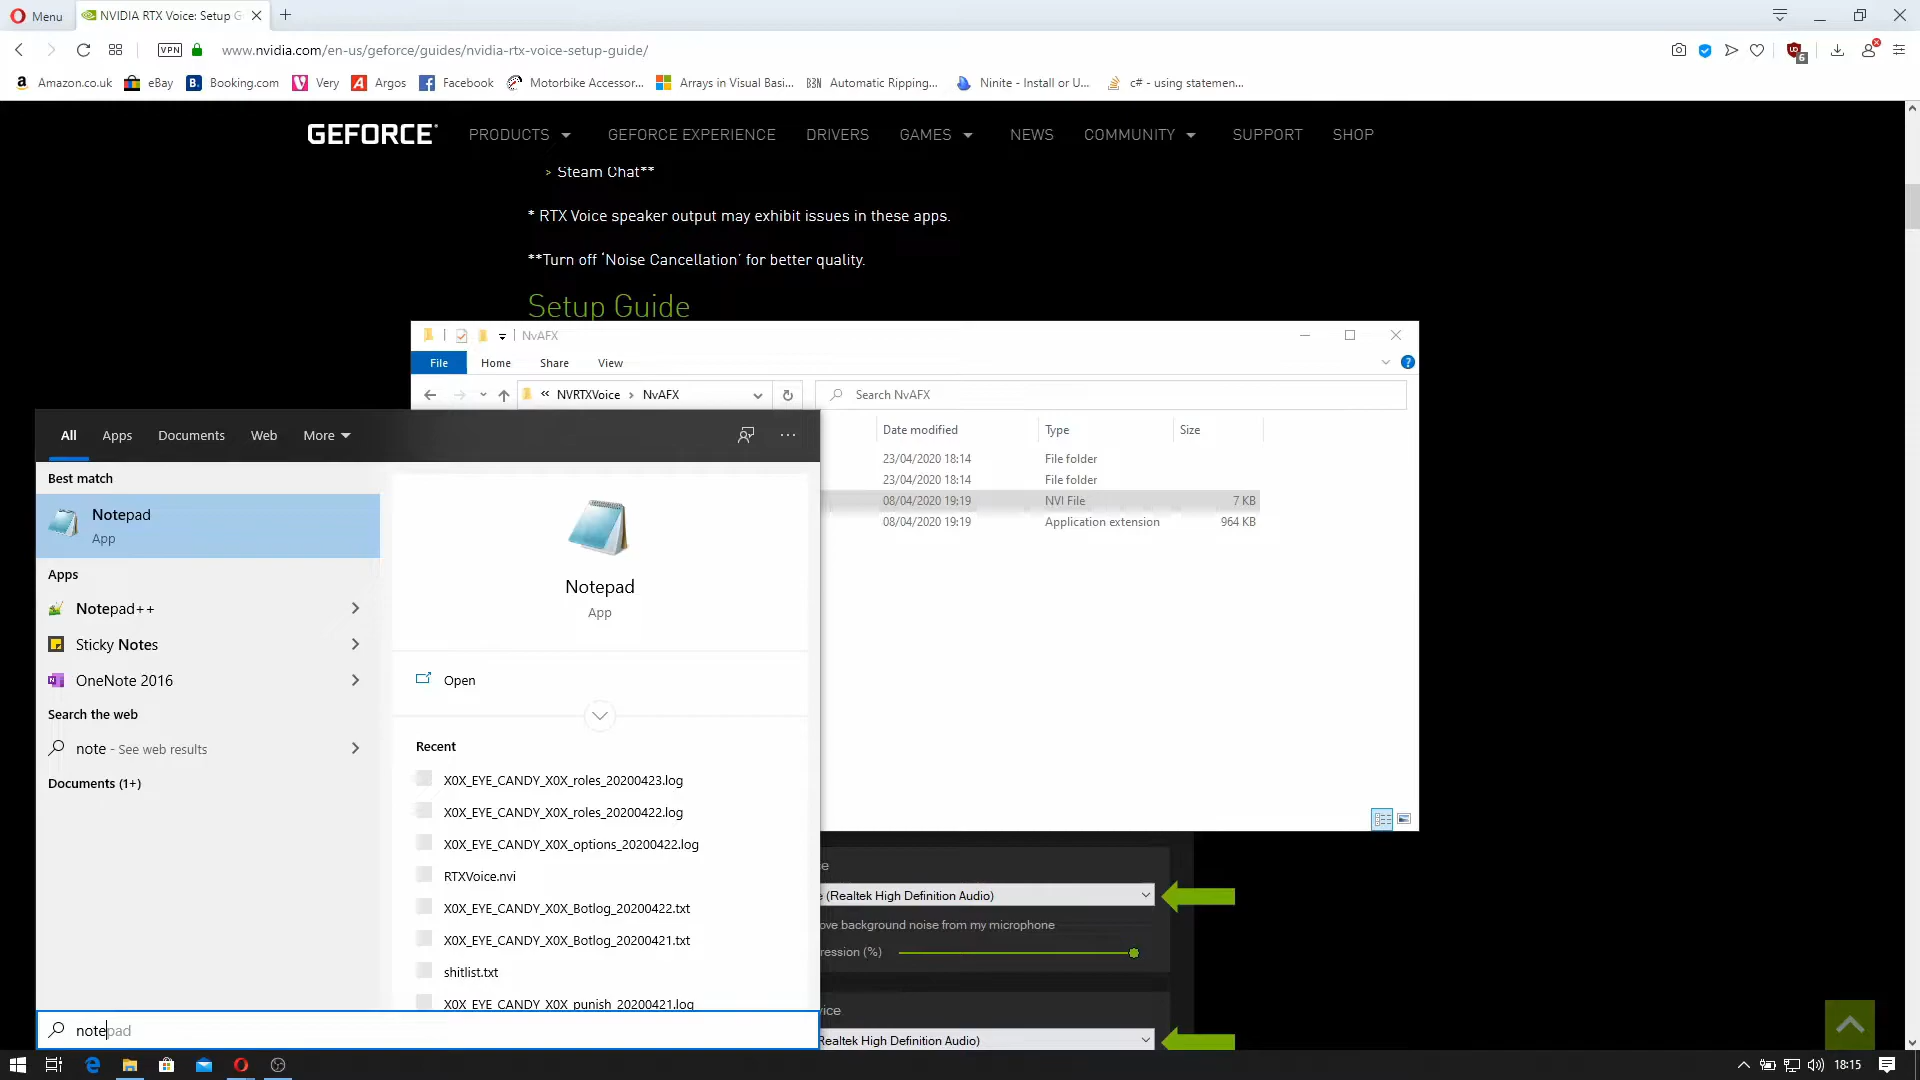 Menu
NVIDIA RTX Voice: Setup G
VPN
www.nvidia.com/en-us/geforce/guides/nvidia-rtx-voice-setup-guide/
6
Amazon.co.uk
eBay
Booking.com
Very
Argos
Facebook
Motorbike Accessor...
Arrays in Visual Basi...
Automatic Ripping...
Ninite - Install or U...
c# - using statemen...
GEFORCE
PRODUCTS
GEFORCE EXPERIENCE
DRIVERS
GAMES
NEWS
COMMUNITY
SUPPORT
SHOP
> Steam Chat**
* RTX Voice speaker output may exhibit issues in these apps.
**Turn off ‘Noise Cancellation’ for better quality.
Setup Guide
NvAFX
File
Home
Share
View
« NVRTXVoice › NvAFX
Search NvAFX
Date modified
Type
Size
23/04/2020 18:14
File folder
23/04/2020 18:14
File folder
08/04/2020 19:19
NVI File
7 KB
08/04/2020 19:19
Application extension
964 KB
All
Apps
Documents
Web
More
Best match
Notepad
App
Apps
Notepad++
Sticky Notes
OneNote 2016
Search the web
note - See web results
Documents (1+)
Notepad
App
Open
Recent
X0X_EYE_CANDY_X0X_roles_20200423.log
X0X_EYE_CANDY_X0X_roles_20200422.log
X0X_EYE_CANDY_X0X_options_20200422.log
RTXVoice.nvi
X0X_EYE_CANDY_X0X_Botlog_20200422.txt
X0X_EYE_CANDY_X0X_Botlog_20200421.txt
shitlist.txt
X0X_EYE_CANDY_X0X_punish_20200421.log
notepad
e (Realtek High Definition Audio)
ove background noise from my microphone
ression (%)
vice
Realtek High Definition Audio)
18:15